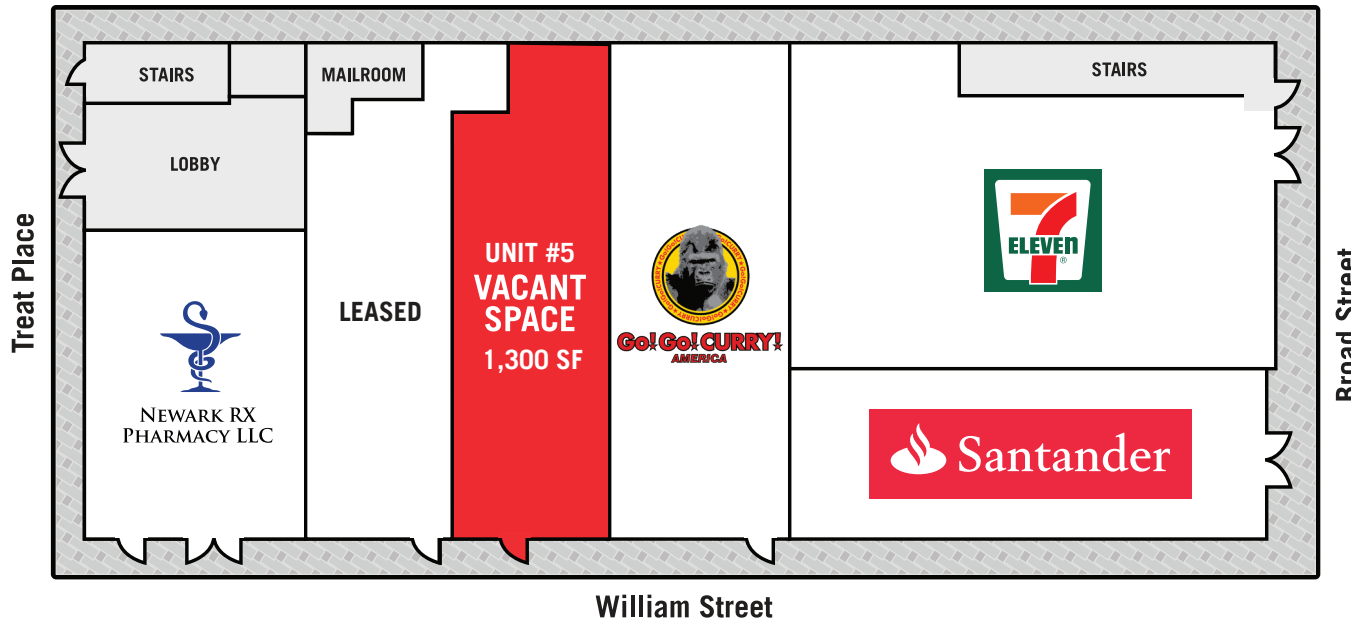 STAIRS
MAILROOM
STAIRS
LOBBY
Treat Place
NEWARK RX
PHARMACY LLC
LEASED
UNIT #5
VACANT
SPACE
1,300 SF
Go!Go!CURRY!
AMERICA
7
ELEVEn
®
Santander
Broad Street
William Street